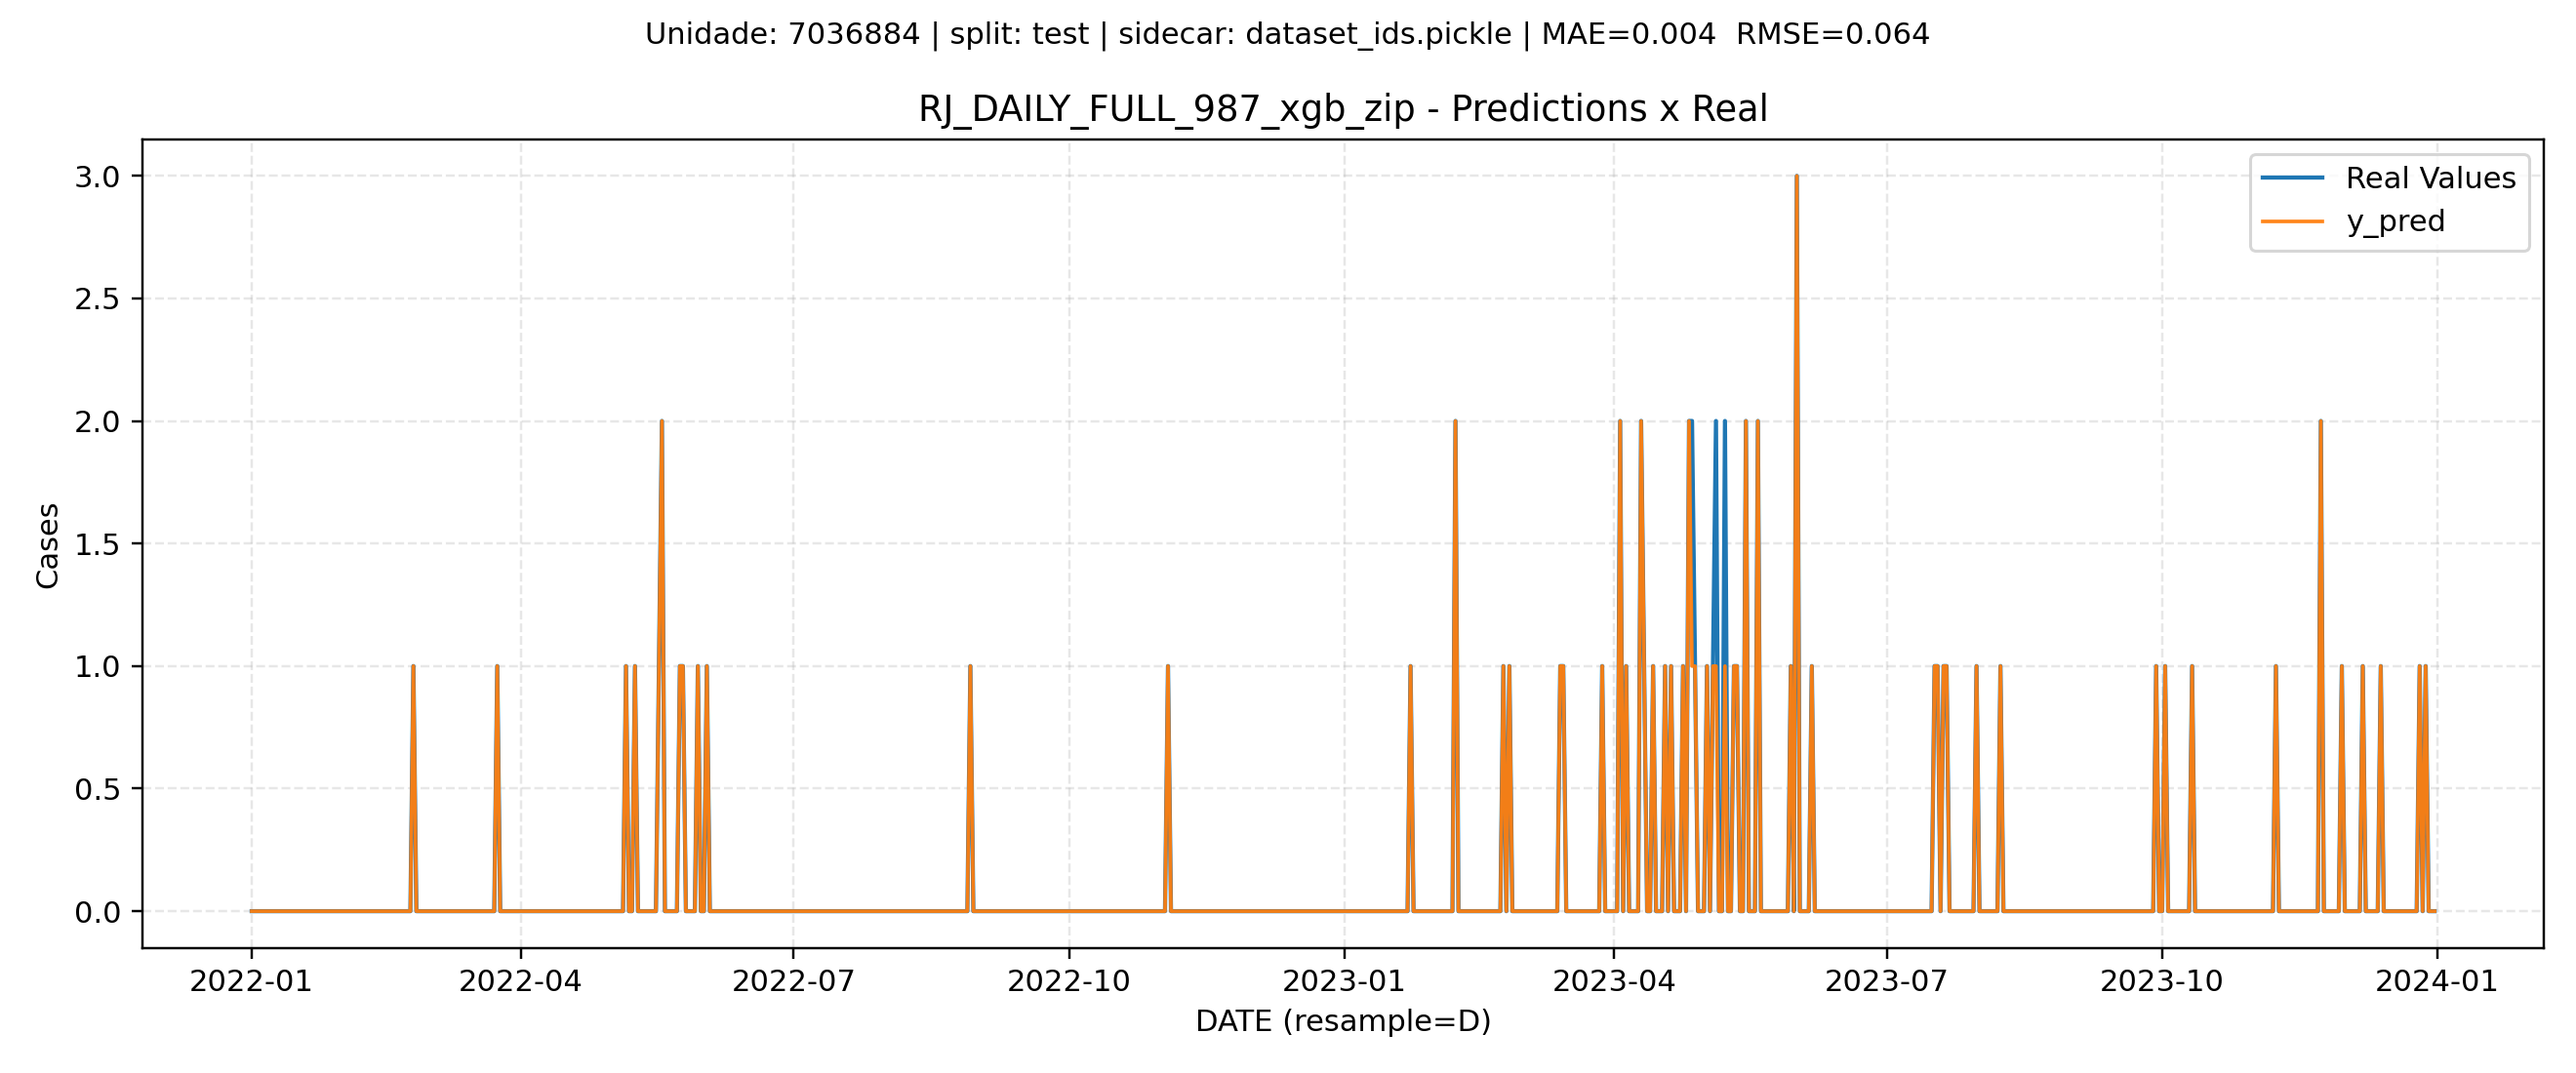 Unidade: 7036884 | split: test | sidecar: dataset_ids.pickle | MAE=0.004  RMSE=0.064
RJ_DAILY_FULL_987_xgb_zip - Predictions x Real
Real Values
y_pred
Cases
3.0
2.5
2.0
1.5
1.0
0.5
0.0
2022-01
2022-04
2022-07
2022-10
2023-01
2023-04
2023-07
2023-10
2024-01
DATE (resample=D)